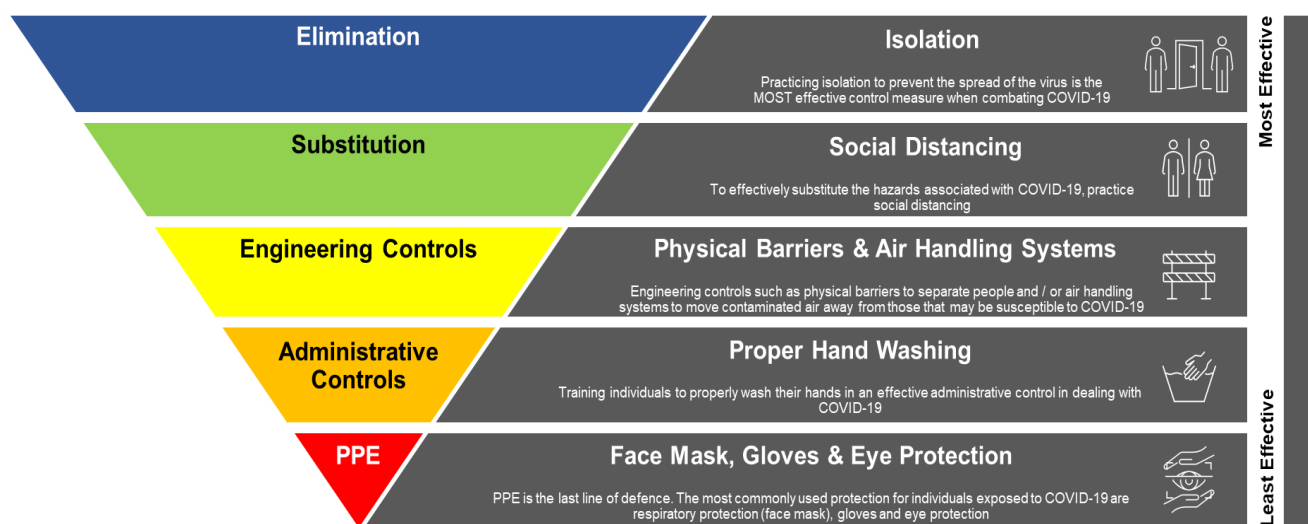 Elimination
Isolation
Practicing isolation to prevent the spread of the virus is the
MOST effective control measure when combating COVID-19
Most Effective
Substitution
Social Distancing
To effectively substitute the hazards associated with COVID-19, practice
social distancing
Engineering Controls
Physical Barriers & Air Handling Systems
Engineering controls such as physical barriers to separate people and / or air handling
systems to move contaminated air away from those that may be susceptible to COVID-19
Administrative
Controls
Proper Hand Washing
Training individuals to properly wash their hands in an effective administrative control in dealing with
COVID-19
Least Effective
PPE
Face Mask, Gloves & Eye Protection
PPE is the last line of defence. The most commonly used protection for individuals exposed to COVID-19 are
respiratory protection (face mask), gloves and eye protection